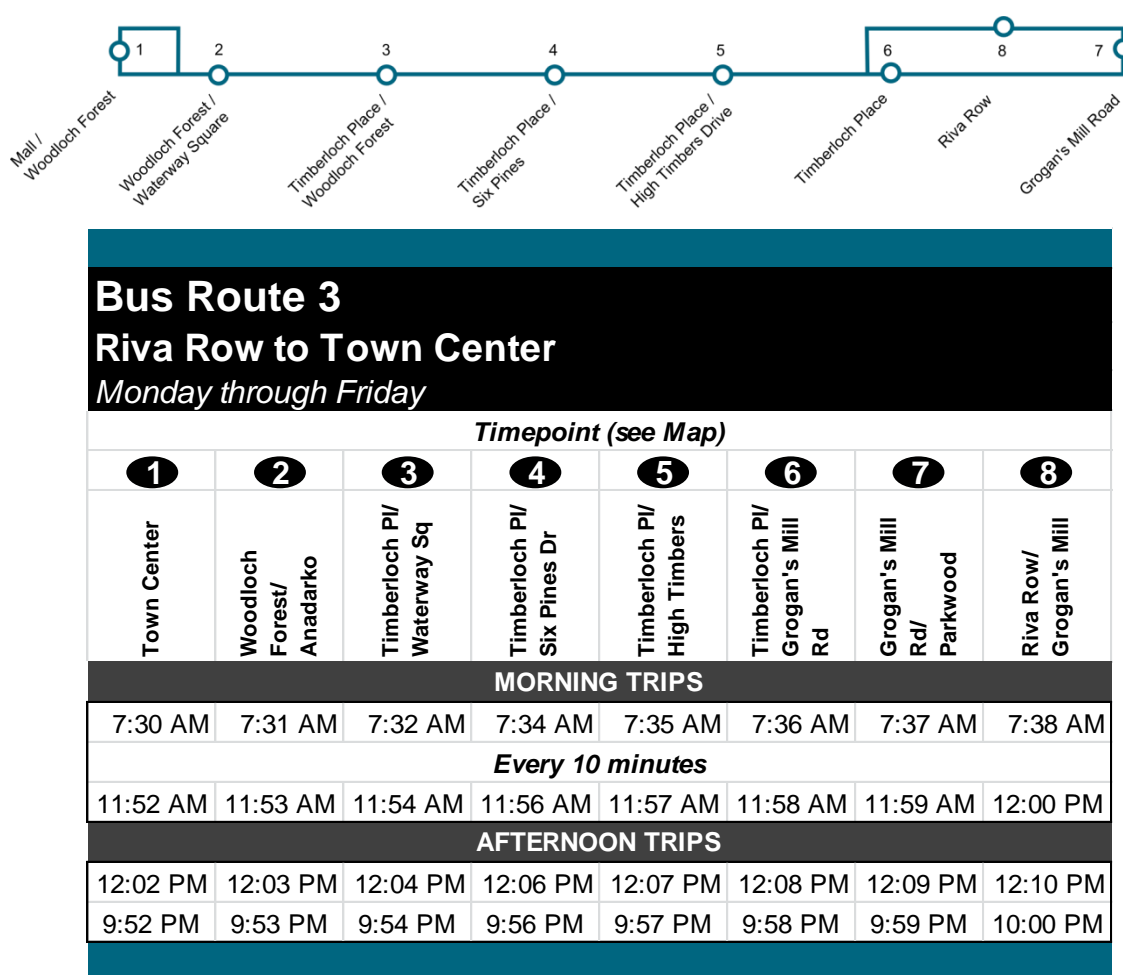 1
2
3
4
5
6
8
7
Mall /
Woodloch Forest
Woodloch Forest /
Waterway Square
Timberloch Place /
Woodloch Forest
Timberloch Place /
Six Pines
Timberloch Place /
High Timbers Drive
Timberloch Place
Riva Row
Grogan's Mill Road
Bus Route 3
Riva Row to Town Center
Monday through Friday
Timepoint (see Map)
1 2 3 4 5 6 7 8
Town Center
Woodloch
Forest/
Anadarko
Timberloch Pl/
Waterway Sq
Timberloch Pl/
Six Pines Dr
Timberloch Pl/
High Timbers
Timberloch Pl/
Grogan's Mill
Rd
Grogan's Mill
Rd/
Parkwood
Riva Row/
Grogan's Mill
MORNING TRIPS
7:30 AM 7:31 AM 7:32 AM 7:34 AM 7:35 AM 7:36 AM 7:37 AM 7:38 AM
Every 10 minutes
11:52 AM 11:53 AM 11:54 AM 11:56 AM 11:57 AM 11:58 AM 11:59 AM 12:00 PM
AFTERNOON TRIPS
12:02 PM 12:03 PM 12:04 PM 12:06 PM 12:07 PM 12:08 PM 12:09 PM 12:10 PM
9:52 PM 9:53 PM 9:54 PM 9:56 PM 9:57 PM 9:58 PM 9:59 PM 10:00 PM